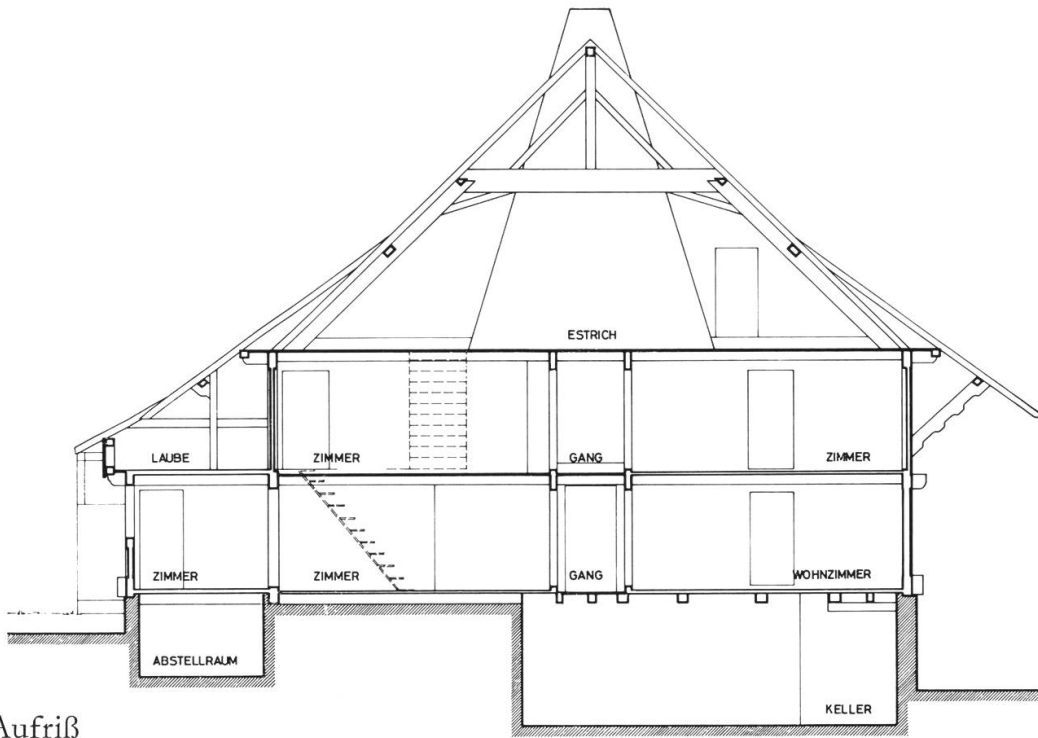 ESTRICH
LAUBE ZIMMER GANG ZIMMER
ZIMMER ZIMMER GANG WOHNZIMMER
ABSTELLRAUM
KELLER
Aufriß